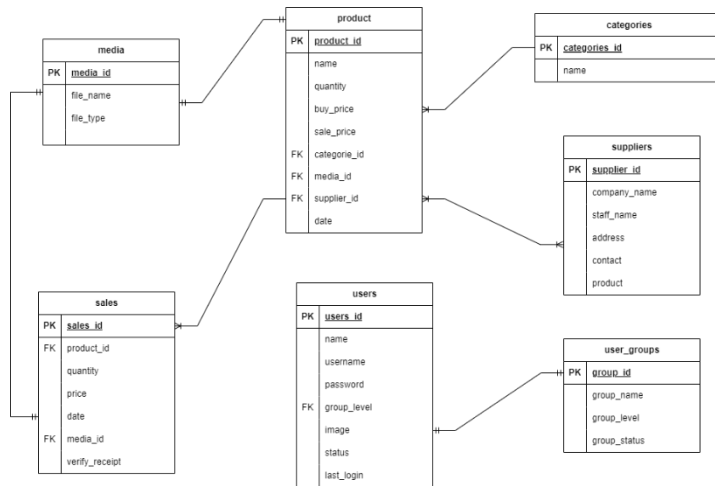 media
PK media_id
file_name
file_type
product
PK product_id
name
quantity
buy_price
sale_price
FK categorie_id
FK media_id
FK supplier_id
date
categories
PK categories_id
name
suppliers
PK supplier_id
company_name
staff_name
address
contact
product
sales
PK sales_id
FK product_id
quantity
price
date
FK media_id
verify_receipt
users
PK users_id
name
username
password
FK group_level
image
status
last_login
user_groups
PK group_id
group_name
group_level
group_status